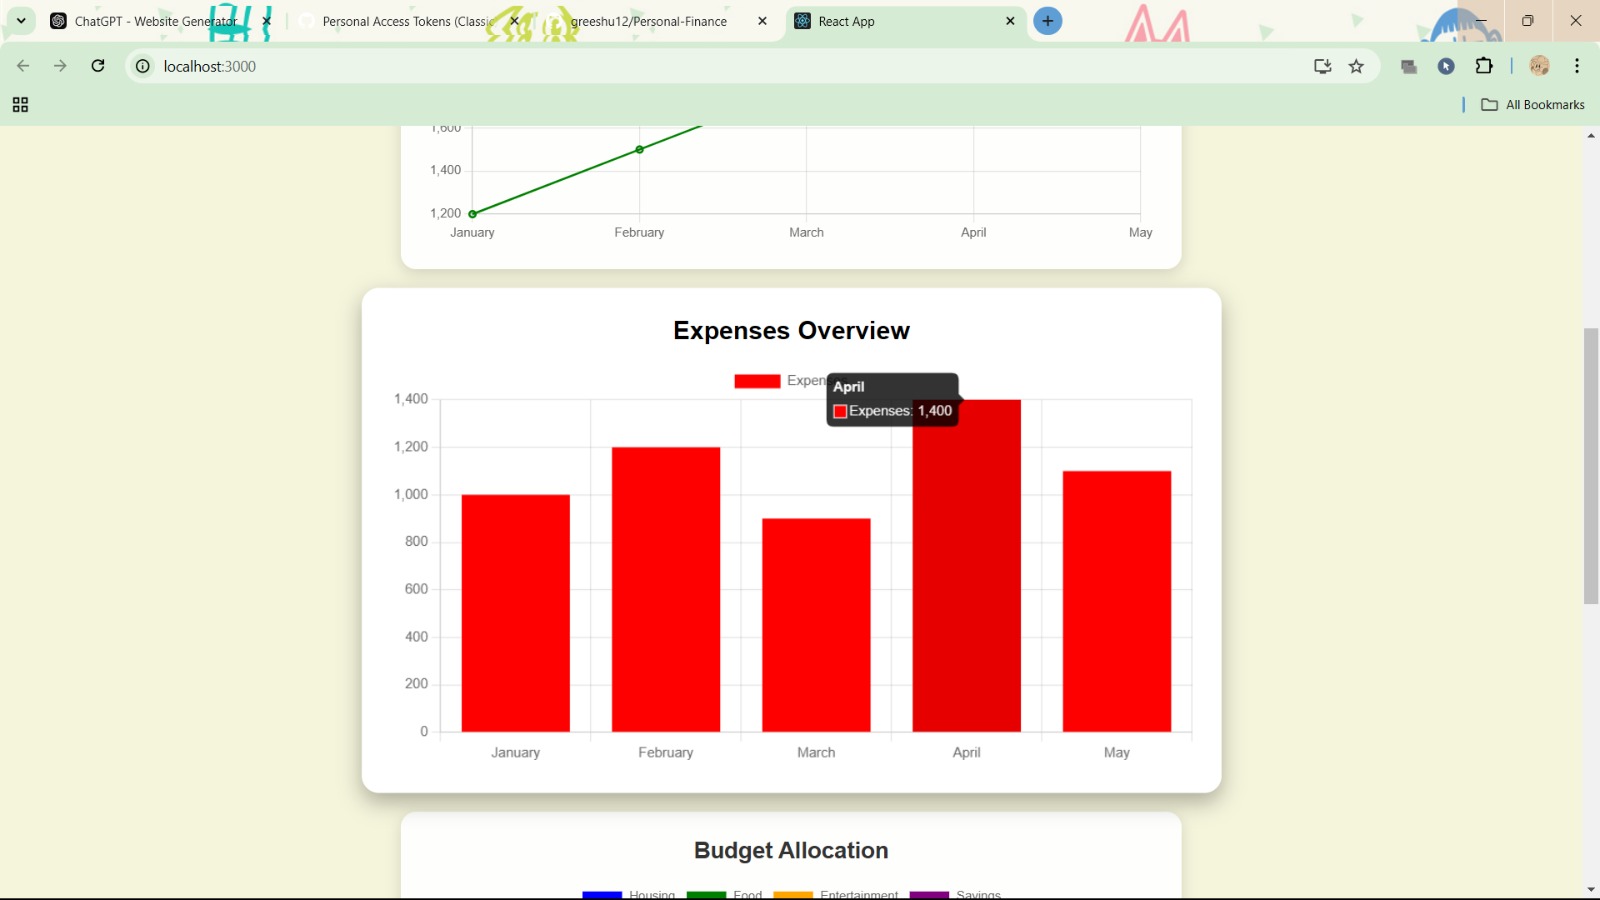 ChatGPT - Website Generator
Personal Access Tokens (Classic
greeshu12/Personal-Finance
React App
localhost:3000
All Bookmarks
1,600
1,400
1,200
January February March April May
Expenses Overview
Expenses
April
Expenses: 1,400
1,400
1,200
1,000
800
600
400
200
0
January February March April May
Budget Allocation
Housing Food Entertainment Savings